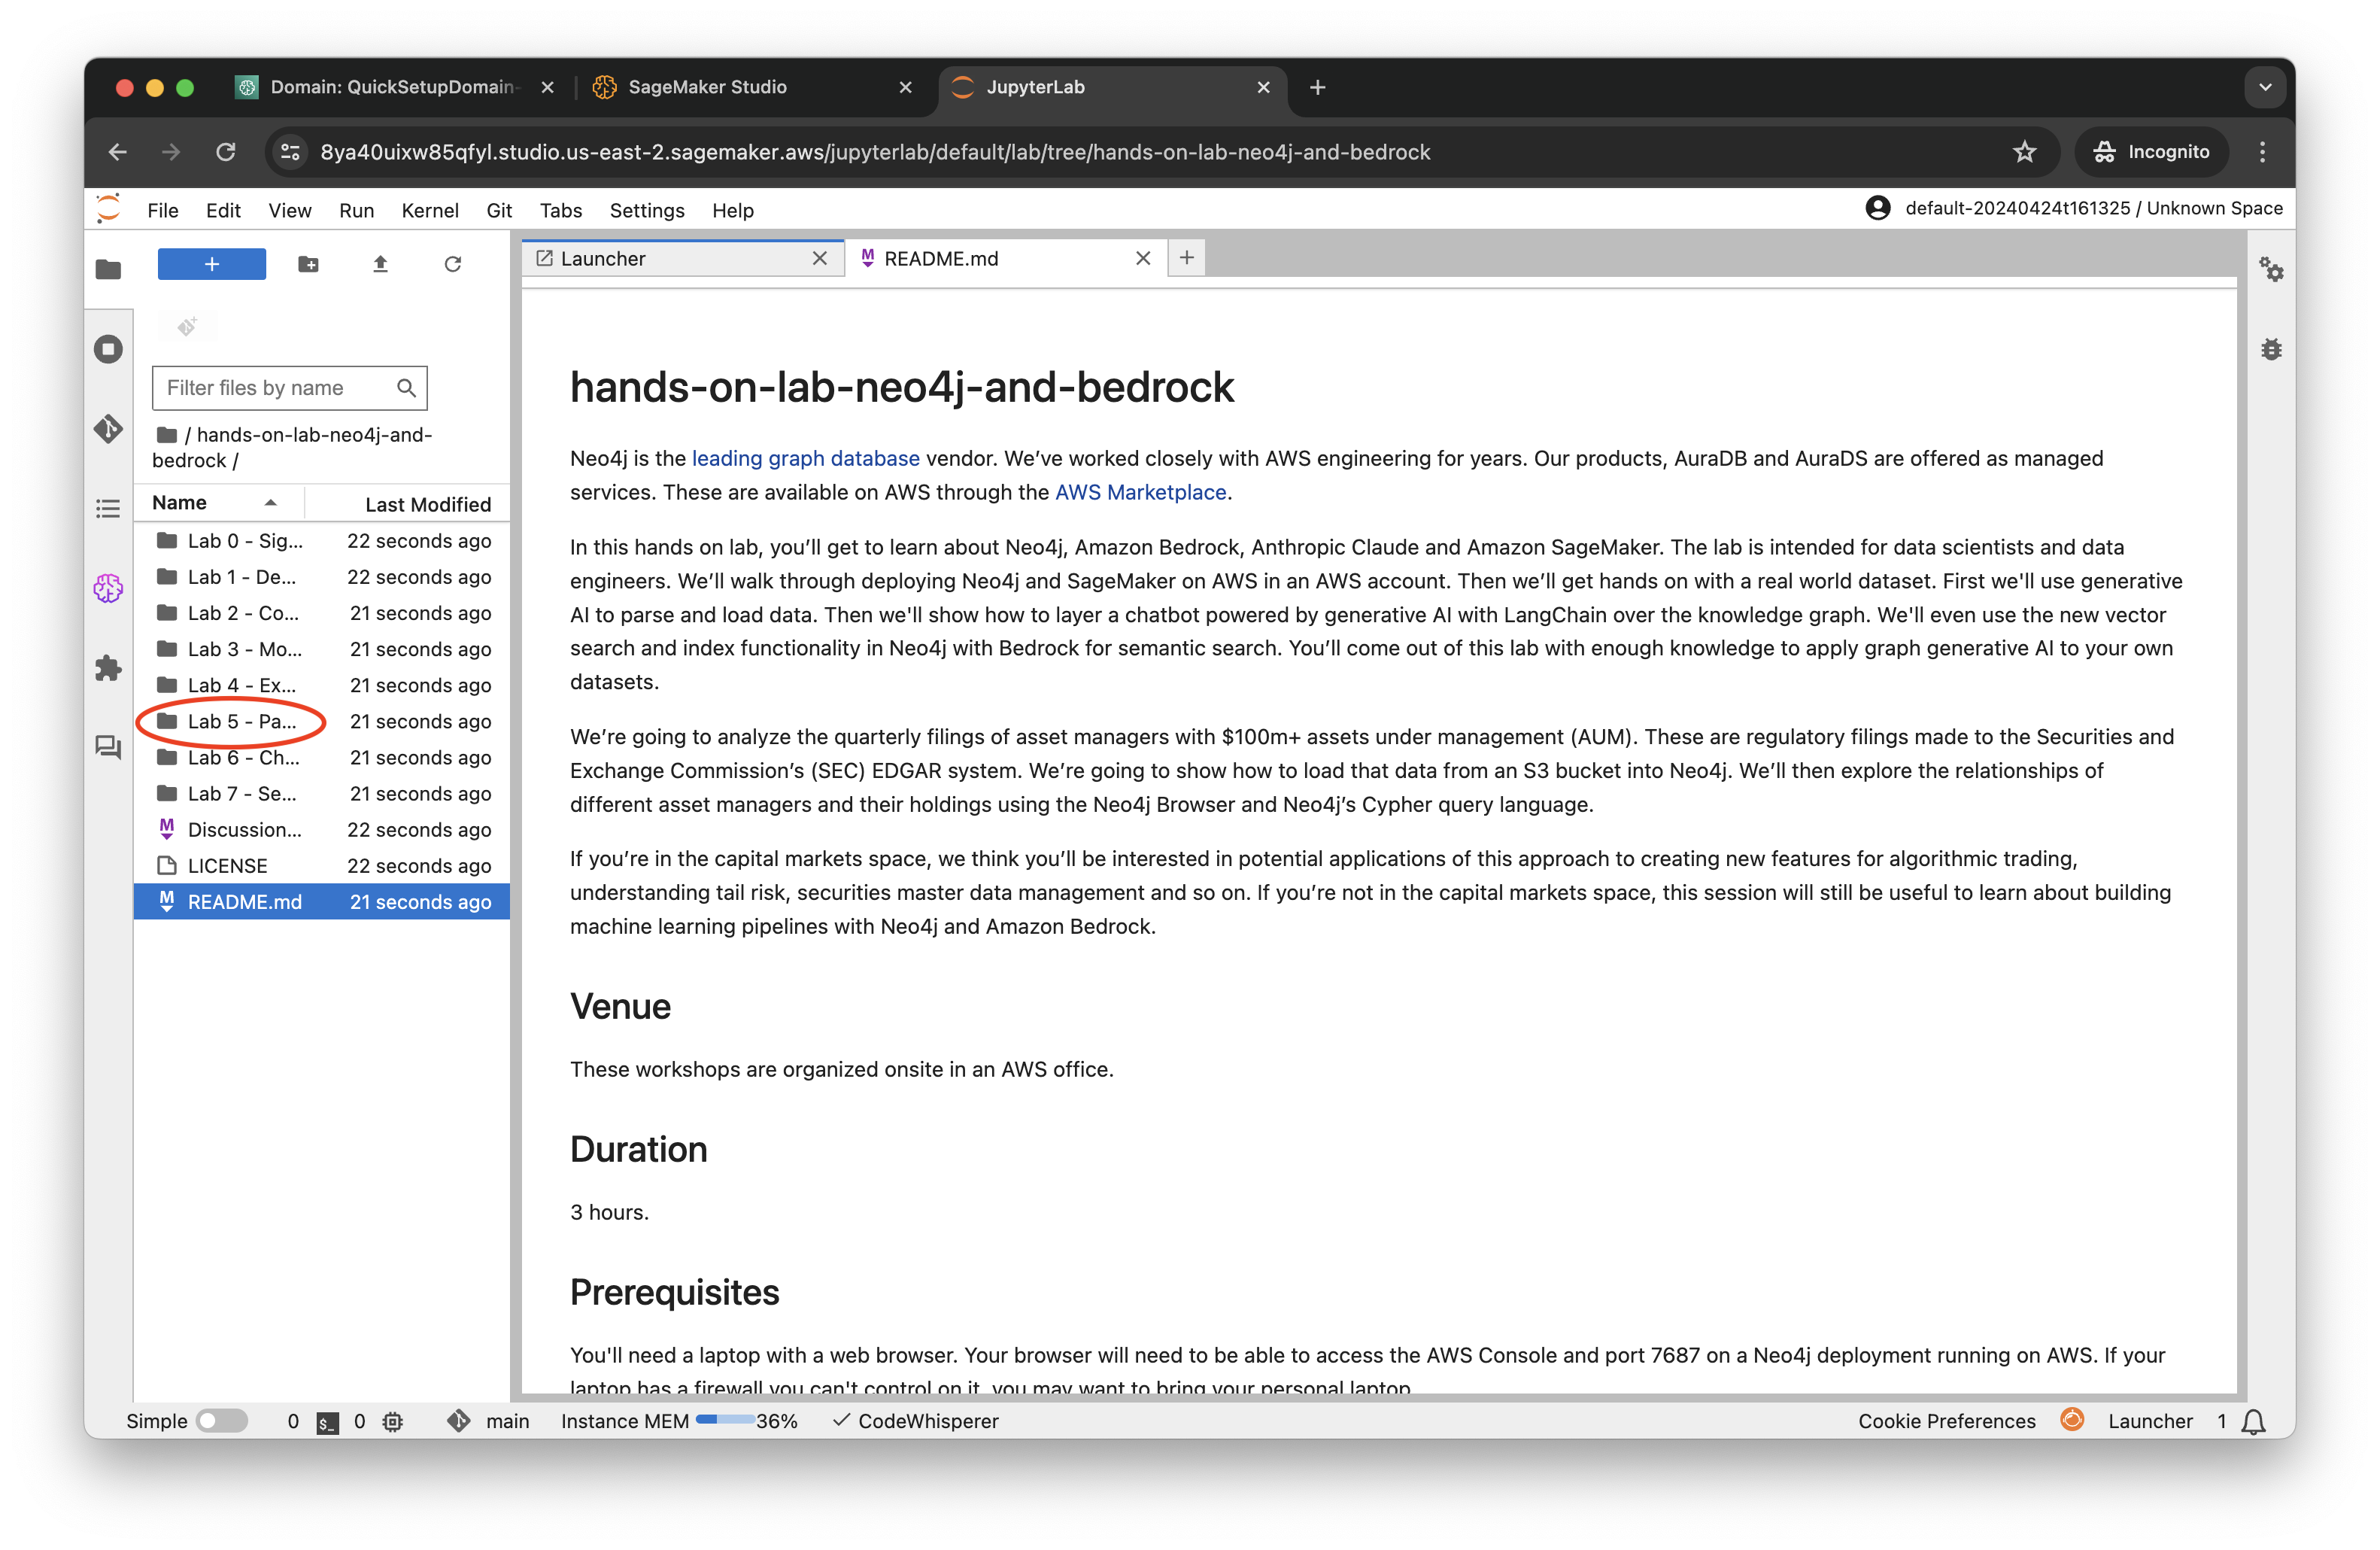 Domain: QuickSetupDomain-
SageMaker Studio
JupyterLab
8ya40uixw85qfyl.studio.us-east-2.sagemaker.aws/jupyterlab/default/lab/tree/hands-on-lab-neo4j-and-bedrock
Incognito
File Edit View Run Kernel Git Tabs Settings Help
default-20240424t161325 / Unknown Space
Launcher
README.md
Filter files by name
/ hands-on-lab-neo4j-and-
bedrock /
Name Last Modified
Lab 0 - Sig... 22 seconds ago
Lab 1 - De... 22 seconds ago
Lab 2 - Co... 21 seconds ago
Lab 3 - Mo... 21 seconds ago
Lab 4 - Ex... 21 seconds ago
Lab 5 - Pa... 21 seconds ago
Lab 6 - Ch... 21 seconds ago
Lab 7 - Se... 21 seconds ago
Discussion... 22 seconds ago
LICENSE 22 seconds ago
README.md 21 seconds ago
hands-on-lab-neo4j-and-bedrock
Neo4j is the leading graph database vendor. We’ve worked closely with AWS engineering for years. Our products, AuraDB and AuraDS are offered as managed
services. These are available on AWS through the AWS Marketplace.
In this hands on lab, you’ll get to learn about Neo4j, Amazon Bedrock, Anthropic Claude and Amazon SageMaker. The lab is intended for data scientists and data
engineers. We’ll walk through deploying Neo4j and SageMaker on AWS in an AWS account. Then we’ll get hands on with a real world dataset. First we'll use generative
AI to parse and load data. Then we'll show how to layer a chatbot powered by generative AI with LangChain over the knowledge graph. We'll even use the new vector
search and index functionality in Neo4j with Bedrock for semantic search. You’ll come out of this lab with enough knowledge to apply graph generative AI to your own
datasets.
We’re going to analyze the quarterly filings of asset managers with $100m+ assets under management (AUM). These are regulatory filings made to the Securities and
Exchange Commission’s (SEC) EDGAR system. We’re going to show how to load that data from an S3 bucket into Neo4j. We’ll then explore the relationships of
different asset managers and their holdings using the Neo4j Browser and Neo4j’s Cypher query language.
If you’re in the capital markets space, we think you’ll be interested in potential applications of this approach to creating new features for algorithmic trading,
understanding tail risk, securities master data management and so on. If you’re not in the capital markets space, this session will still be useful to learn about building
machine learning pipelines with Neo4j and Amazon Bedrock.
Venue
These workshops are organized onsite in an AWS office.
Duration
3 hours.
Prerequisites
You'll need a laptop with a web browser. Your browser will need to be able to access the AWS Console and port 7687 on a Neo4j deployment running on AWS. If your
laptop has a firewall you can't control on it, you may want to bring your personal laptop.
Simple 0 $_ 0 main Instance MEM 36% CodeWhisperer Cookie Preferences Launcher 1